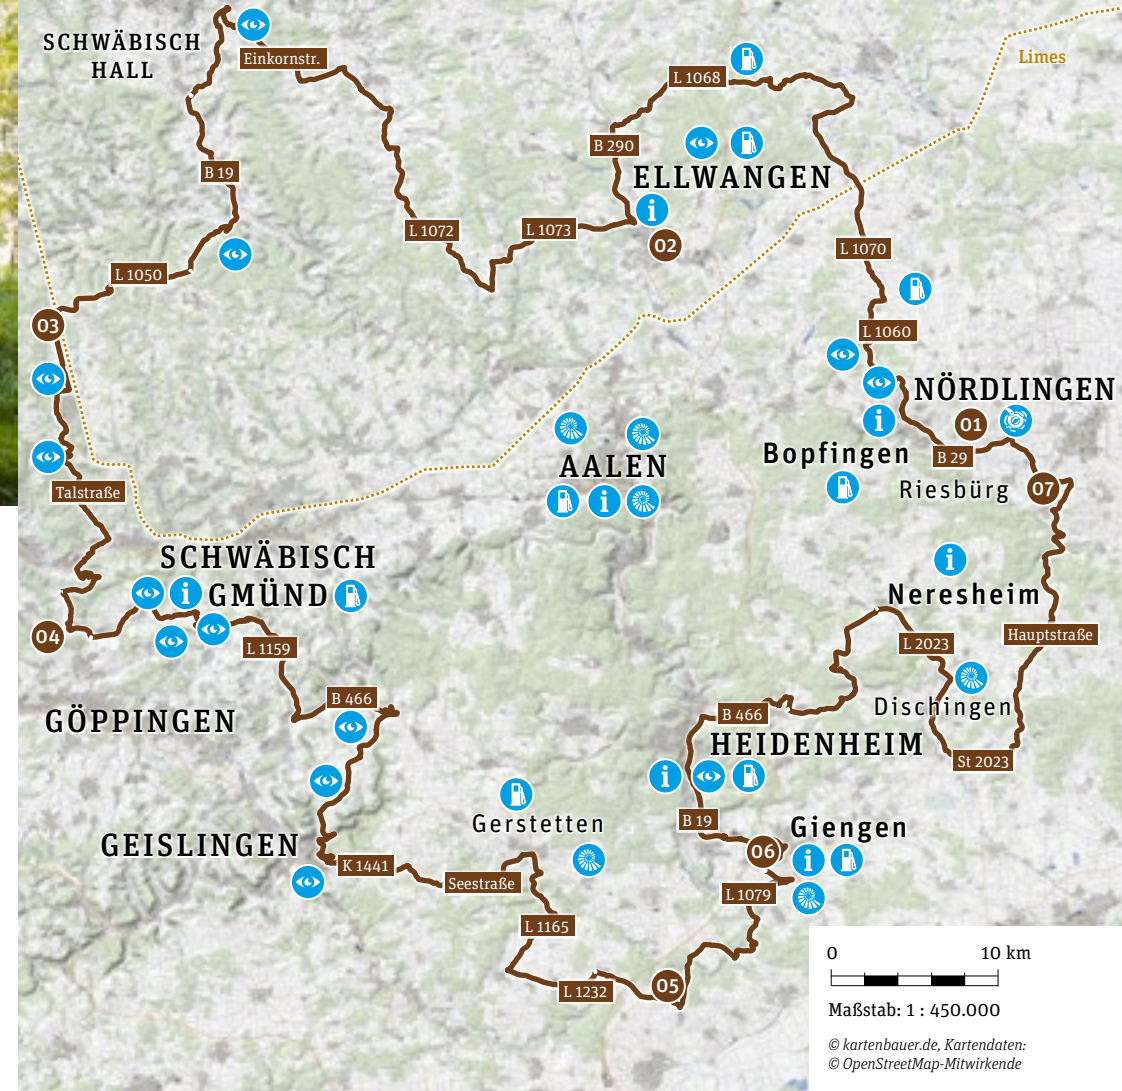 SCHWÄBISCH
HALL
Einkornstr.
L 1068
Limes
B 290
B 19
ELLWANGEN
i
L 1072
L 1073
02
L 1070
L 1050
03
L 1060
NÖRDLINGEN
i
01
AALEN
Bopfingen
B 29
Talstraße
i
Riesbürg
07
SCHWÄBISCH
GMÜND
i
i
Neresheim
04
L 1159
L 2023
Hauptstraße
B 466
Dischingen
GÖPPINGEN
B 466
HEIDENHEIM
St 2023
i
Gerstetten
B 19
Giengen
GEISLINGEN
06
i
K 1441
Seestraße
L 1079
L 1165
05
L 1232
0 10 km
Maßstab: 1 : 450.000
© kartenbauer.de, Kartendaten:
© OpenStreetMap-Mitwirkende